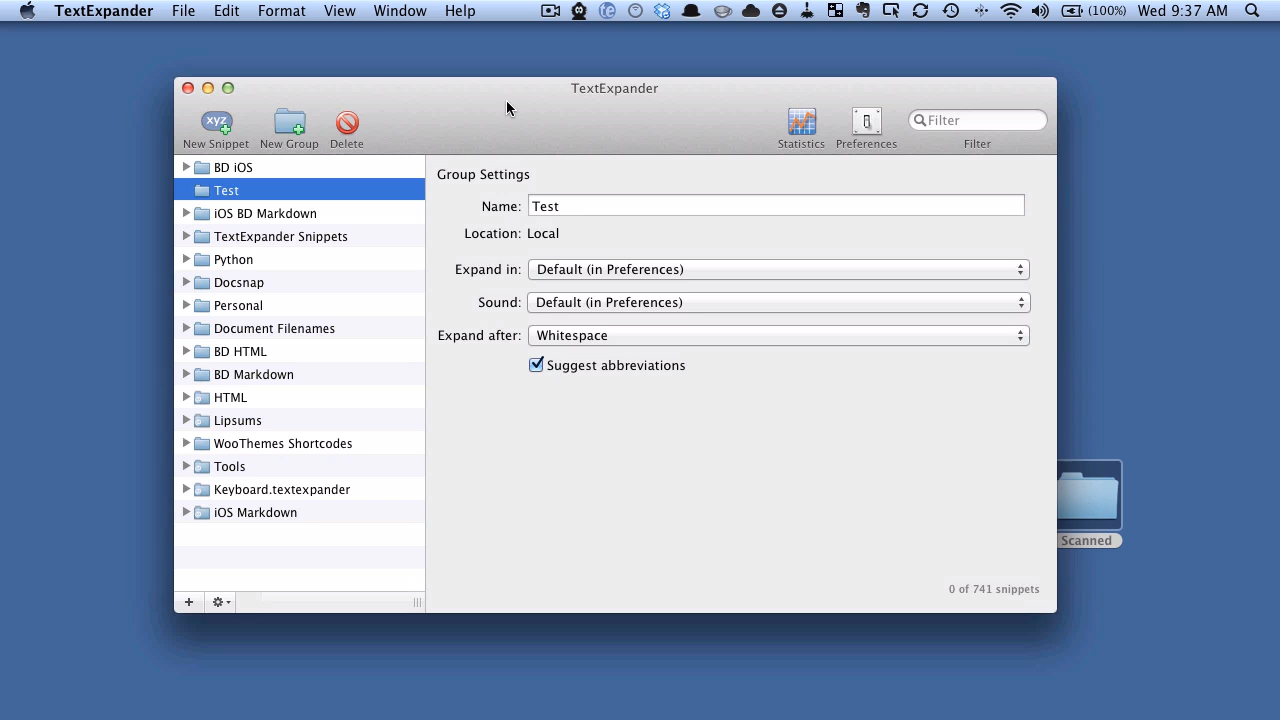 TextExpander File Edit Format View Window Help (100%) Wed 9:37 AM
TextExpander
xyz
Filter
New Snippet New Group Delete Statistics Preferences Filter
BD iOS
Test
iOS BD Markdown
TextExpander Snippets
Python
Docsnap
Personal
Document Filenames
BD HTML
BD Markdown
HTML
Lipsums
WooThemes Shortcodes
Tools
Keyboard.textexpander
iOS Markdown
Group Settings
Name: Test
Location: Local
Expand in: Default (in Preferences)
Sound: Default (in Preferences)
Expand after: Whitespace
Suggest abbreviations
0 of 741 snippets
Scanned